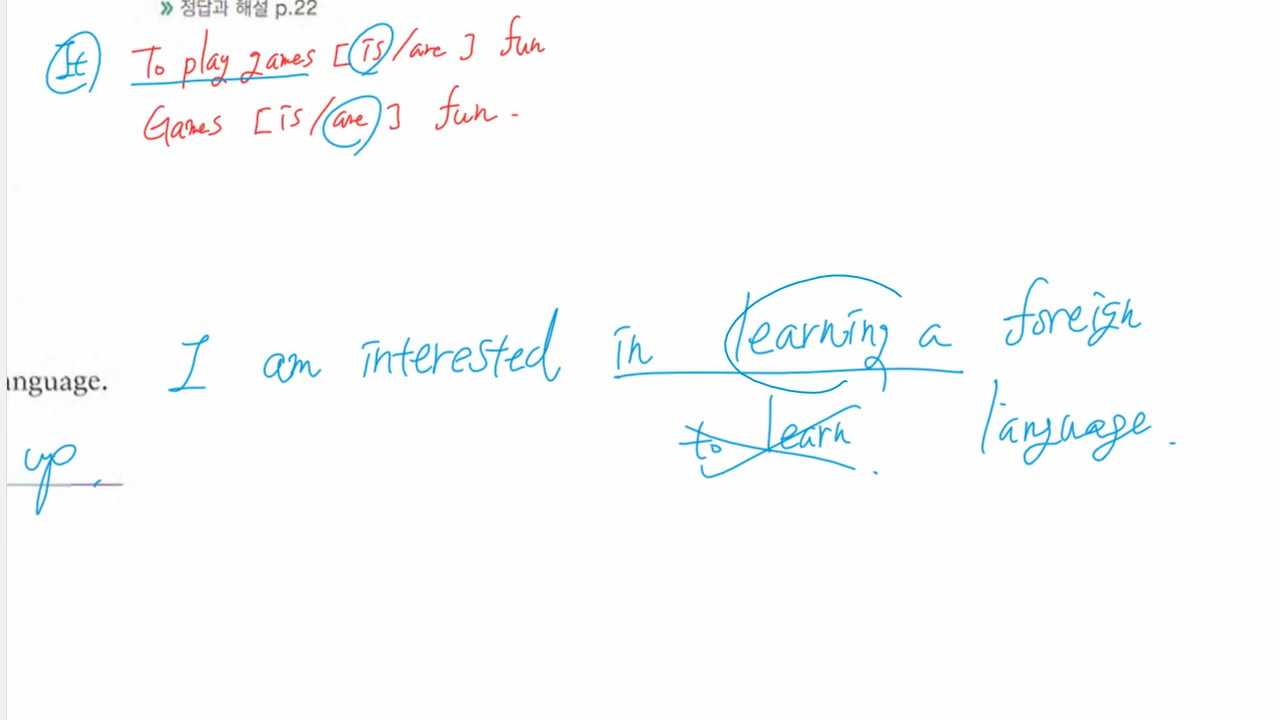 » 정답과 해설 p.22
It To play games [is/are] fun
Games [is/are] fun.
I am interested in learning a foreign
anguage.
to learn. language.
up.